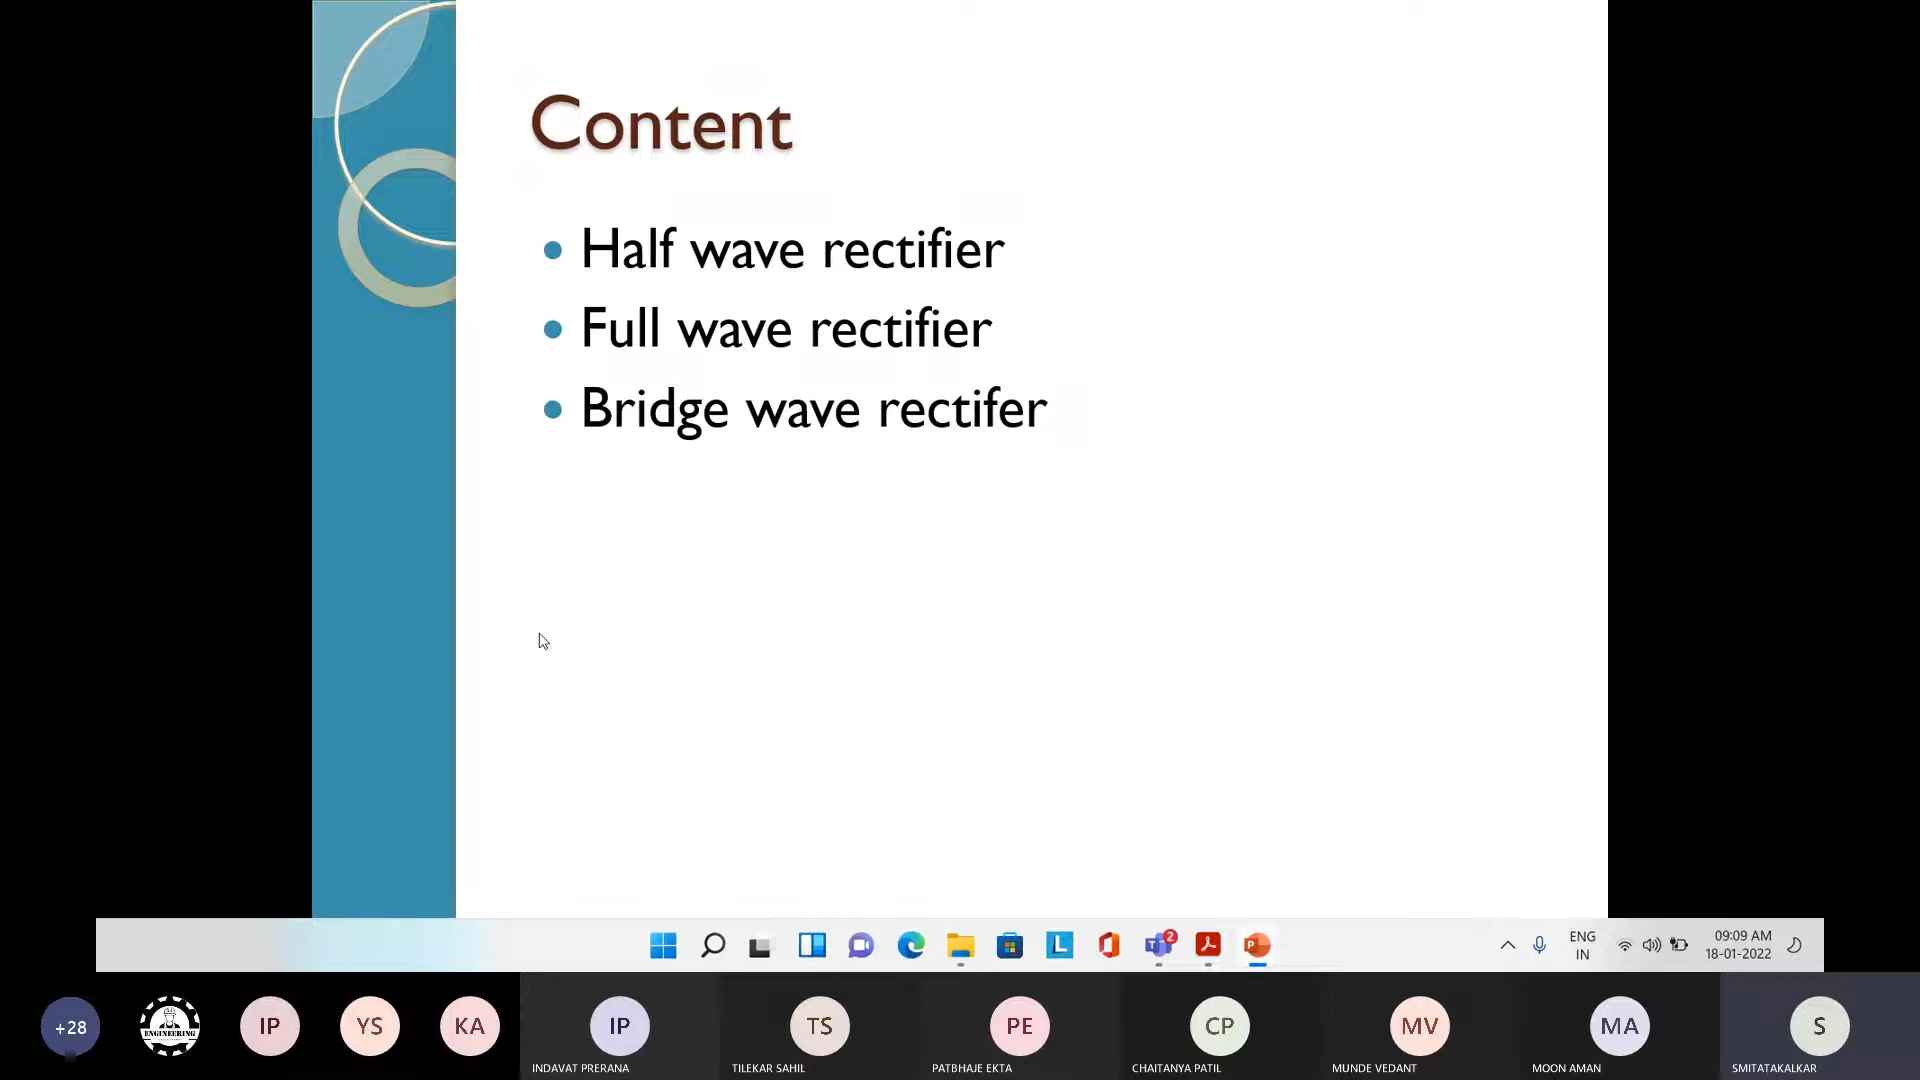 Content
• Half wave rectifier
• Full wave rectifier
• Bridge wave rectifer
ENG
IN
09:09 AM
18-01-2022
2
+28
ENGINEERING
IP
YS
KA
IP
TS
PE
CP
MV
MA
S
INDAVAT PRERANA
TILEKAR SAHIL
PATBHAJE EKTA
CHAITANYA PATIL
MUNDE VEDANT
MOON AMAN
SMITATAKALKAR